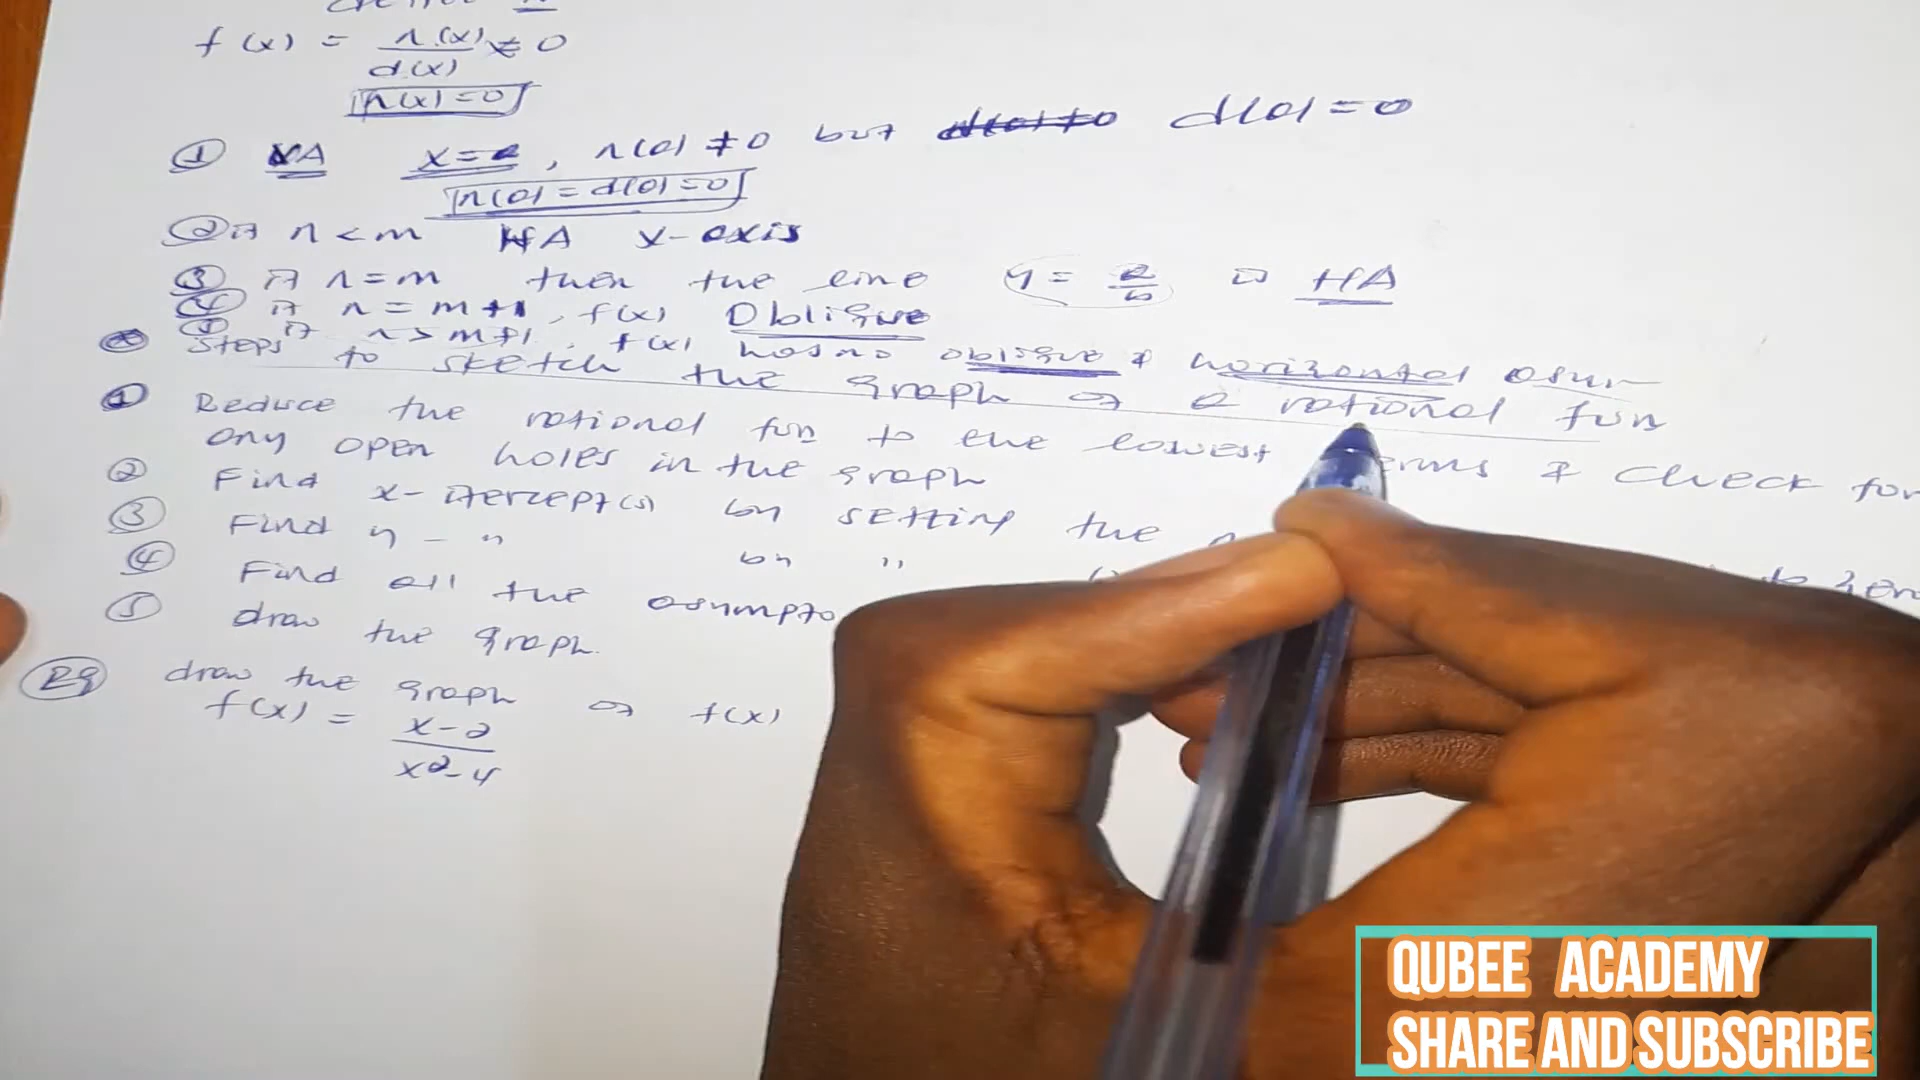 f(x) = n(x) ≠ 0
d(x)
n(x) = 0
① VA x=a, n(a) ≠ 0 but d(a) = 0
n(a) = d(a) = 0
② if n < m HA x-axis
③ if n = m then the line y = a/b is HA
④ if n = m+1, f(x) Oblique
⑤ if n > m+1, f(x) has no oblique & horizontal asym
Steps to sketch the graph of a rational fun
① Reduce the rational fun to the lowest terms & check for
any open holes in the graph
② Find x-itercept(s) by setting the to zero
③ Find y - " by "
④ Find all the asympto
⑤ draw the graph.
Eg draw the graph of f(x)
f(x) = x-2
x2-4
QUBEE ACADEMY
SHARE AND SUBSCRIBE